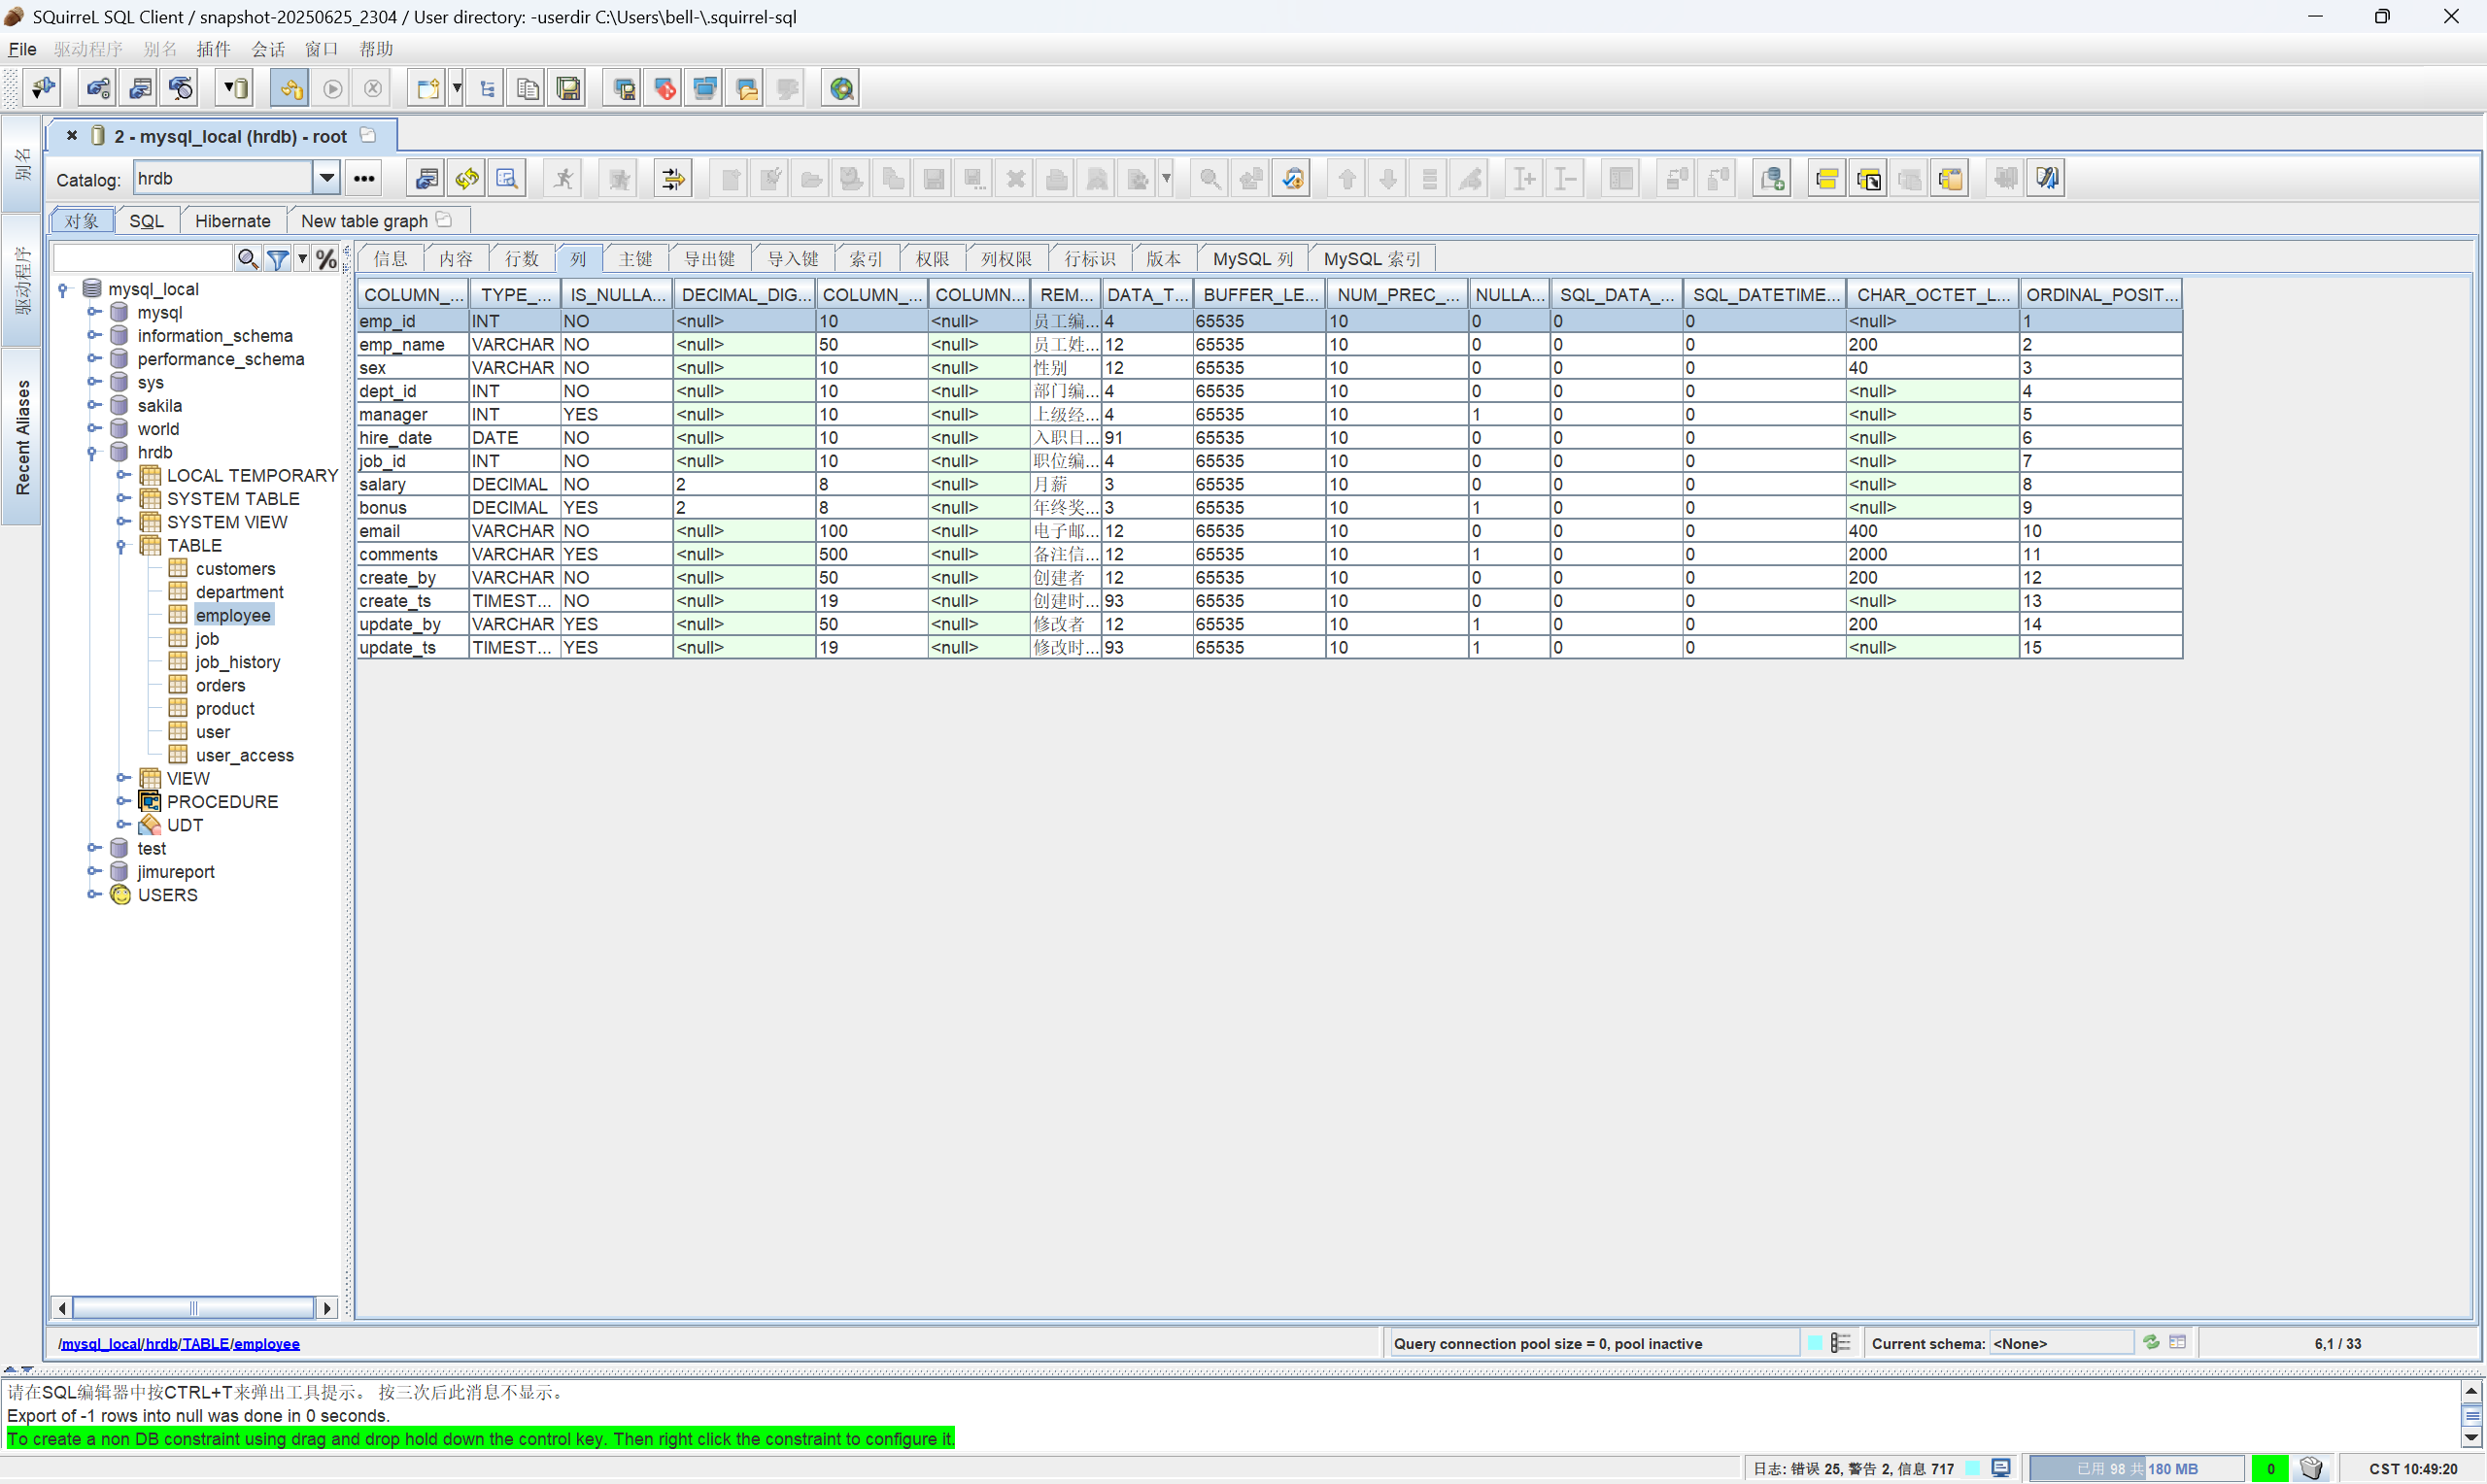 SQuirreL SQL Client / snapshot-20250625_2304 / User directory: -userdir C:\Users\bell-\.squirrel-sql
File 驱动程序 别名 插件 会话 窗口 帮助
2 - mysql_local (hrdb) - root
Catalog: hrdb
对象 SQL Hibernate New table graph
别名
驱动程序
Recent Aliases
mysql_local
mysql
information_schema
performance_schema
sys
sakila
world
hrdb
LOCAL TEMPORARY
SYSTEM TABLE
SYSTEM VIEW
TABLE
customers
department
employee
job
job_history
orders
product
user
user_access
VIEW
PROCEDURE
UDT
test
jimureport
USERS
信息 内容 行数 列 主键 导出键 导入键 索引 权限 列权限 行标识 版本 MySQL 列 MySQL 索引
COLUMN_... TYPE_... IS_NULLA... DECIMAL_DIG... COLUMN_... COLUMN... REM... DATA_T... BUFFER_LE... NUM_PREC_... NULLA... SQL_DATA_... SQL_DATETIME... CHAR_OCTET_L... ORDINAL_POSIT...
emp_id INT NO <null> 10 <null> 员工编... 4 65535 10 0 0 0 <null> 1
emp_name VARCHAR NO <null> 50 <null> 员工姓... 12 65535 10 0 0 0 200 2
sex VARCHAR NO <null> 10 <null> 性别 12 65535 10 0 0 0 40 3
dept_id INT NO <null> 10 <null> 部门编... 4 65535 10 0 0 0 <null> 4
manager INT YES <null> 10 <null> 上级经... 4 65535 10 1 0 0 <null> 5
hire_date DATE NO <null> 10 <null> 入职日... 91 65535 10 0 0 0 <null> 6
job_id INT NO <null> 10 <null> 职位编... 4 65535 10 0 0 0 <null> 7
salary DECIMAL NO 2 8 <null> 月薪 3 65535 10 0 0 0 <null> 8
bonus DECIMAL YES 2 8 <null> 年终奖... 3 65535 10 1 0 0 <null> 9
email VARCHAR NO <null> 100 <null> 电子邮... 12 65535 10 0 0 0 400 10
comments VARCHAR YES <null> 500 <null> 备注信... 12 65535 10 1 0 0 2000 11
create_by VARCHAR NO <null> 50 <null> 创建者 12 65535 10 0 0 0 200 12
create_ts TIMEST... NO <null> 19 <null> 创建时... 93 65535 10 0 0 0 <null> 13
update_by VARCHAR YES <null> 50 <null> 修改者 12 65535 10 1 0 0 200 14
update_ts TIMEST... YES <null> 19 <null> 修改时... 93 65535 10 1 0 0 <null> 15
/mysql_local/hrdb/TABLE/employee
Query connection pool size = 0, pool inactive
Current schema: <None>
6,1 / 33
请在SQL编辑器中按CTRL+T来弹出工具提示。 按三次后此消息不显示。
Export of -1 rows into null was done in 0 seconds.
To create a non DB constraint using drag and drop hold down the control key. Then right click the constraint to configure it.
日志: 错误 25, 警告 2, 信息 717
已用 98 共 180 MB
0
CST 10:49:20